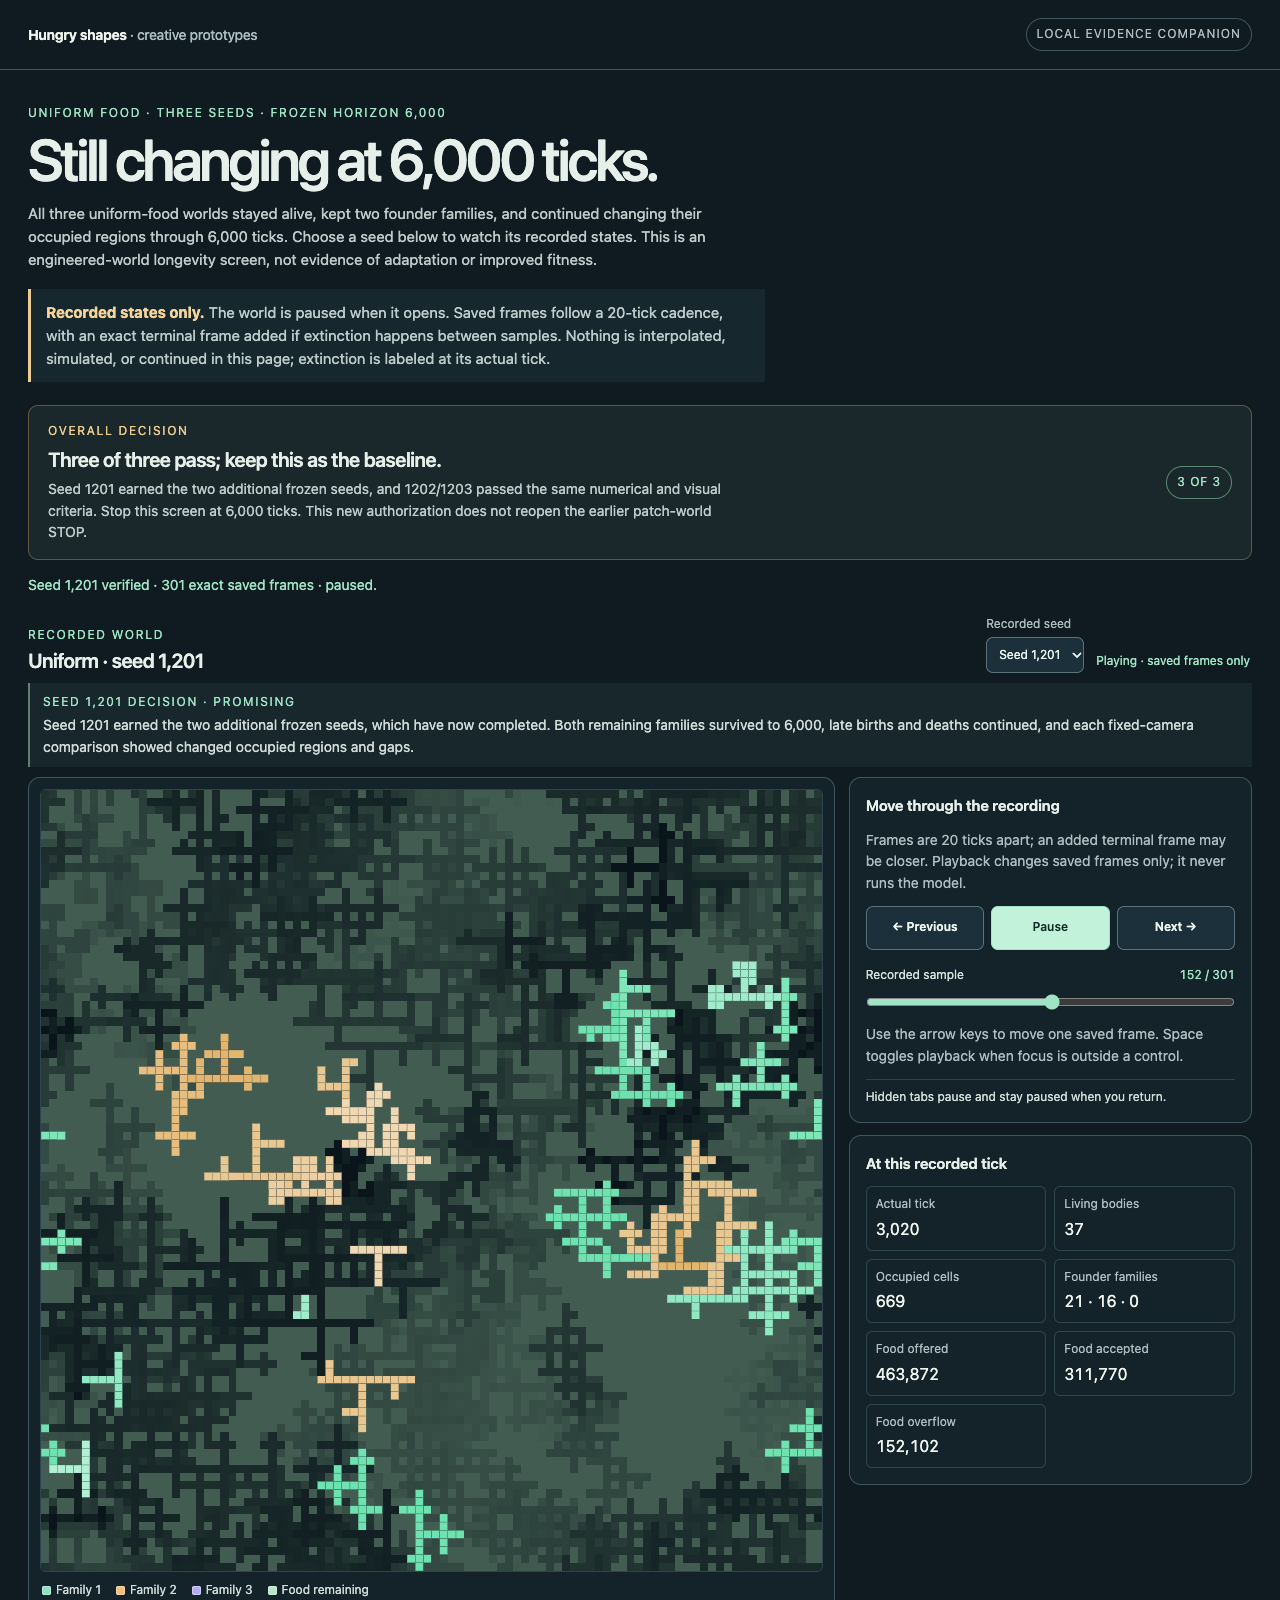 Hungry shapes · creative prototypes
LOCAL EVIDENCE COMPANION
UNIFORM FOOD · THREE SEEDS · FROZEN HORIZON 6,000
Still changing at 6,000 ticks.
All three uniform-food worlds stayed alive, kept two founder families, and continued changing their
occupied regions through 6,000 ticks. Choose a seed below to watch its recorded states. This is an
engineered-world longevity screen, not evidence of adaptation or improved fitness.
Recorded states only. The world is paused when it opens. Saved frames follow a 20-tick cadence,
with an exact terminal frame added if extinction happens between samples. Nothing is interpolated,
simulated, or continued in this page; extinction is labeled at its actual tick.
OVERALL DECISION
Three of three pass; keep this as the baseline.
Seed 1201 earned the two additional frozen seeds, and 1202/1203 passed the same numerical and visual
criteria. Stop this screen at 6,000 ticks. This new authorization does not reopen the earlier patch-world
STOP.
3 OF 3
Seed 1,201 verified · 301 exact saved frames · paused.
RECORDED WORLD
Uniform · seed 1,201
Recorded seed
Seed 1,201
Playing · saved frames only
SEED 1,201 DECISION · PROMISING
Seed 1201 earned the two additional frozen seeds, which have now completed. Both remaining families survived to 6,000, late births and deaths continued, and each fixed-camera
comparison showed changed occupied regions and gaps.
Move through the recording
Frames are 20 ticks apart; an added terminal frame may
be closer. Playback changes saved frames only; it never
runs the model.
← Previous
Pause
Next →
Recorded sample
152 / 301
Use the arrow keys to move one saved frame. Space
toggles playback when focus is outside a control.
Hidden tabs pause and stay paused when you return.
At this recorded tick
Actual tick
3,020
Living bodies
37
Occupied cells
669
Founder families
21 · 16 · 0
Food offered
463,872
Food accepted
311,770
Food overflow
152,102
Family 1
Family 2
Family 3
Food remaining